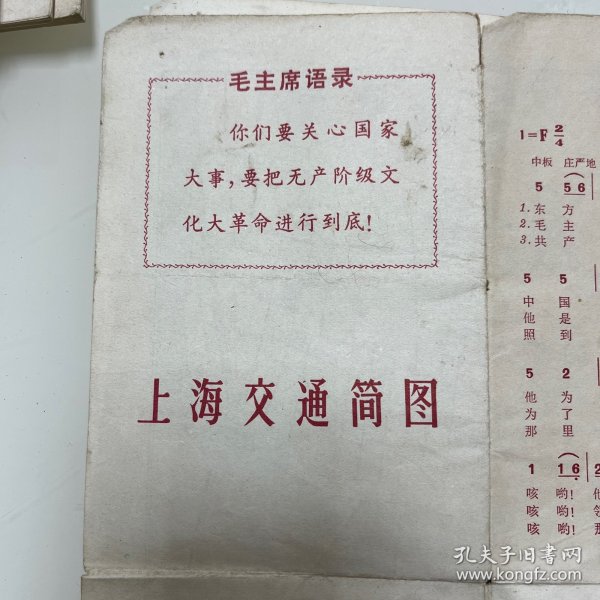 毛主席语录
你们要关心国家
大事，要把无产阶级文
化大革命进行到底！
上海交通简图
1=F 2/4
中板 庄严地
5 5 6
1. 东 方
2. 毛 主
3. 共 产
5 5
中 国
他 是
照 到
5 2
他 为
为 了
那 里
1 1 6 2
咳 哟！ 他
咳 哟！ 领
咳 哟！ 那
孔夫子旧书网
www.kongfz.com